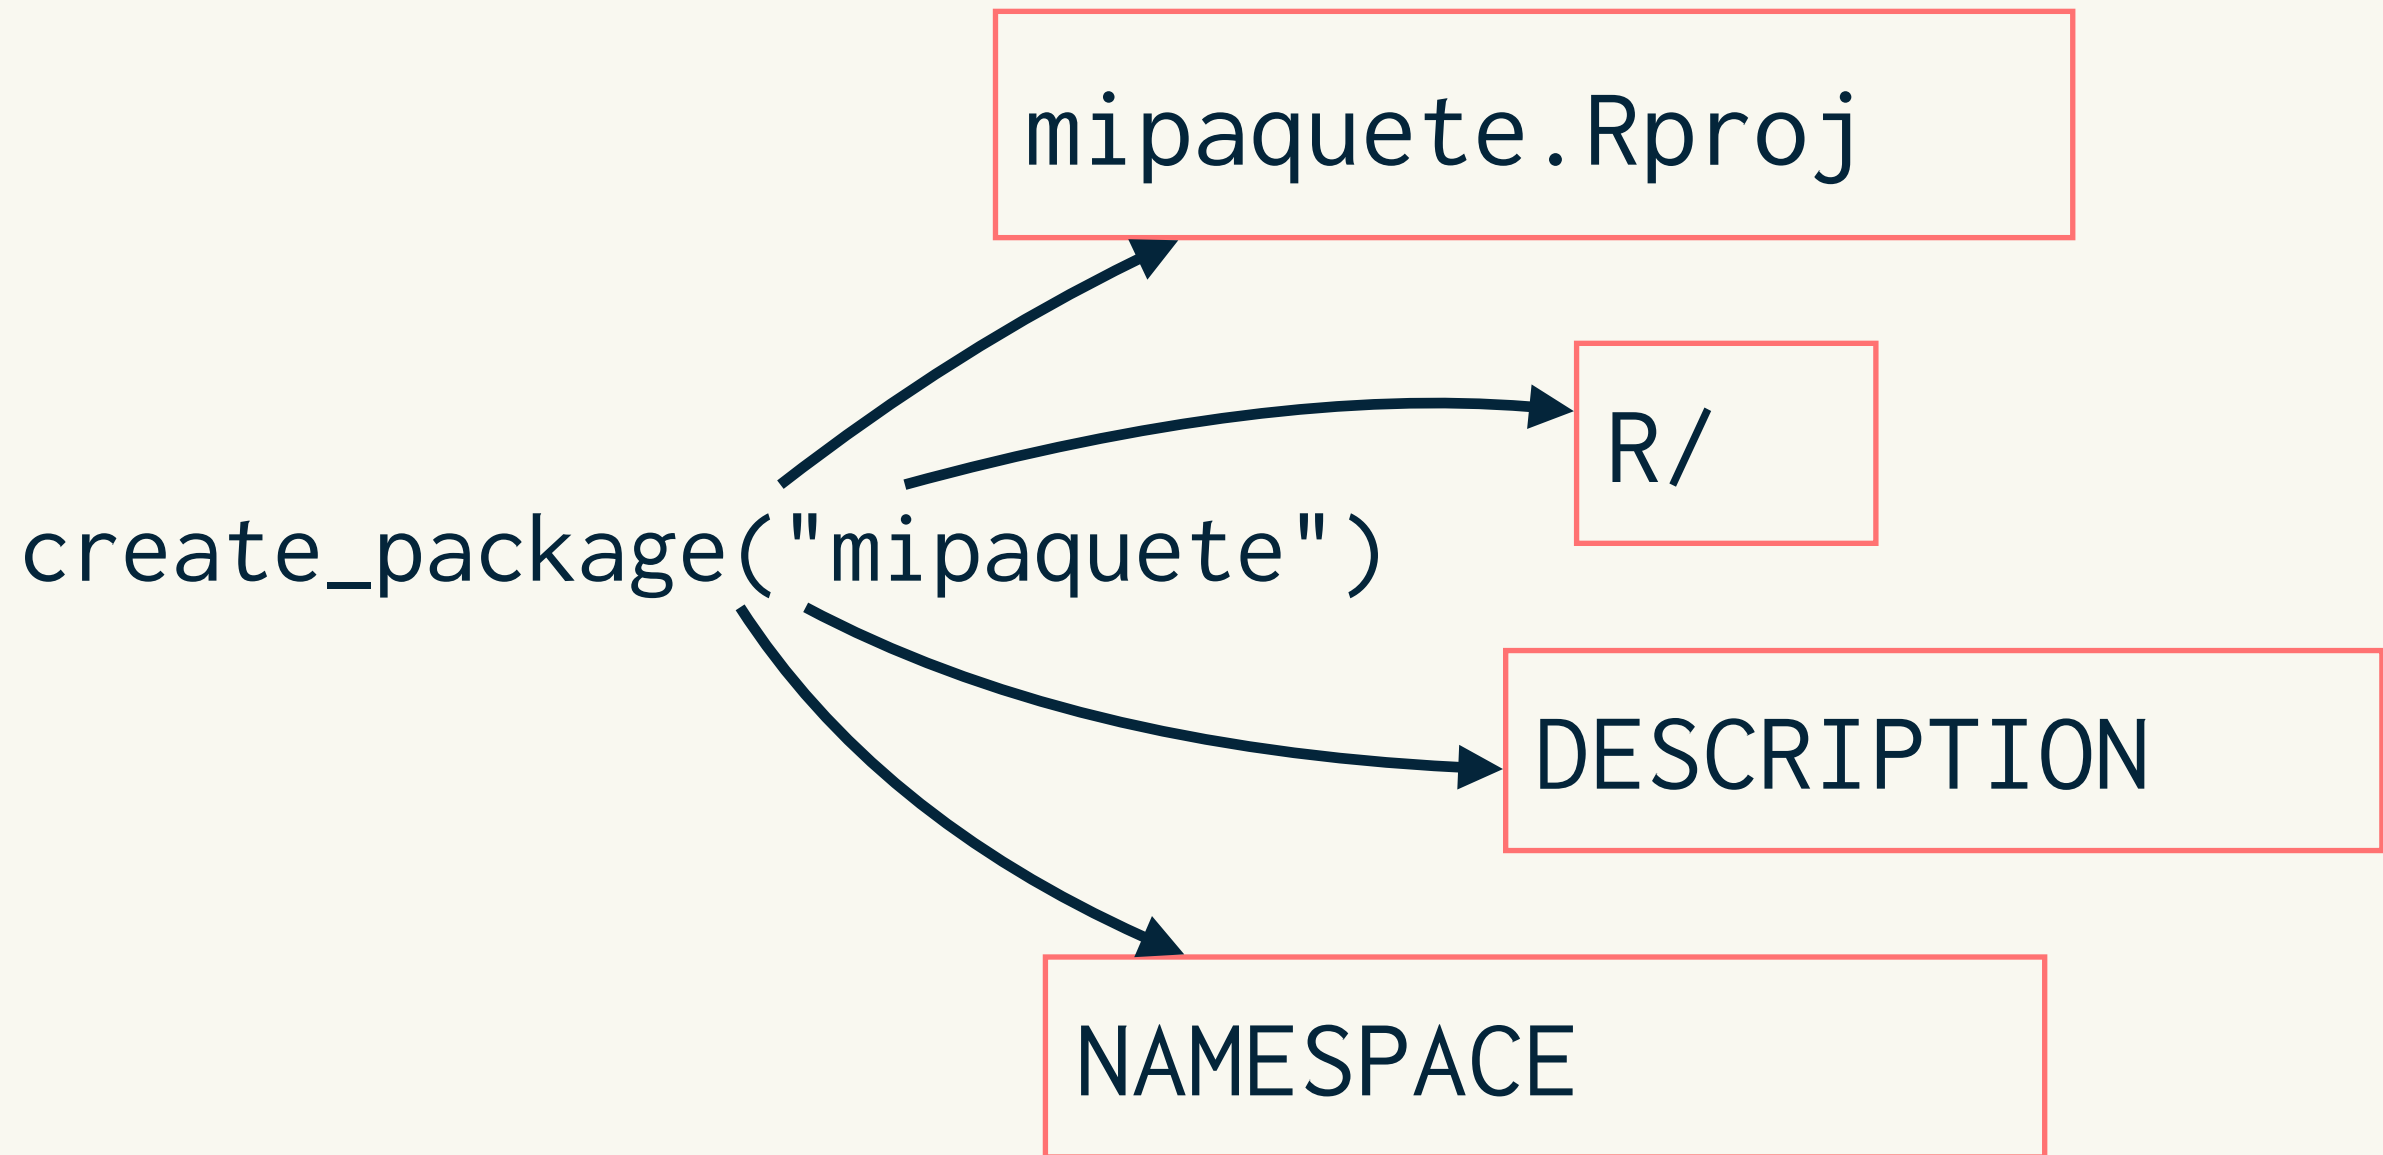 mipaquete.Rproj
R/
create_package("mipaquete")
DESCRIPTION
NAMESPACE